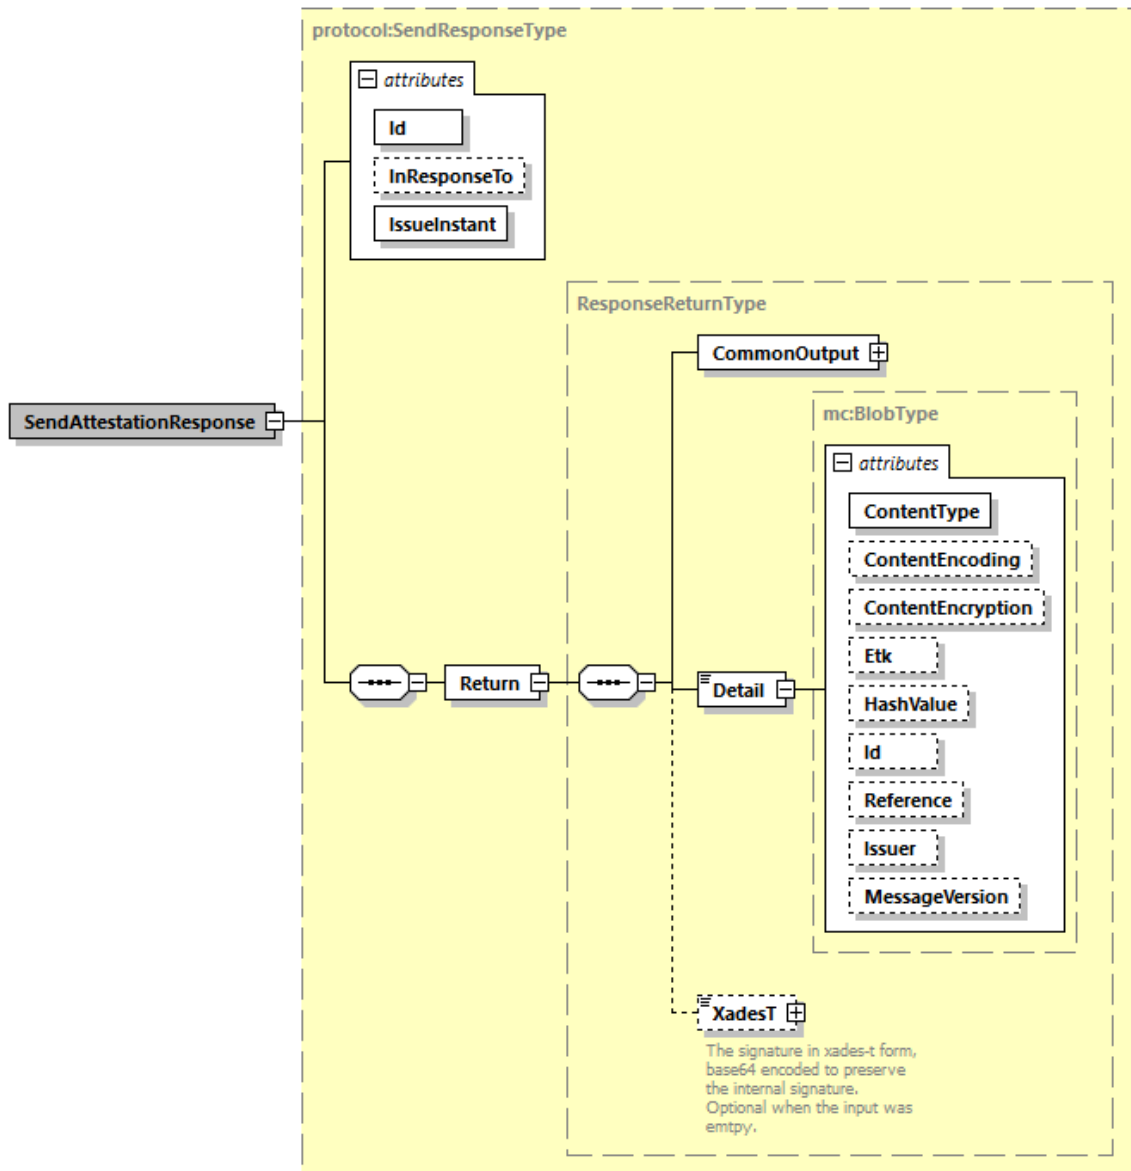 protocol:SendResponseType
attributes
Id
InResponseTo
IssueInstant
ResponseReturnType
CommonOutput
mc:BlobType
SendAttestationResponse
attributes
ContentType
ContentEncoding
ContentEncryption
Etk
Return
Detail
HashValue
Id
Reference
Issuer
MessageVersion
XadesT
The signature in xades-t form,
base64 encoded to preserve
the internal signature.
Optional when the input was
emtpy.